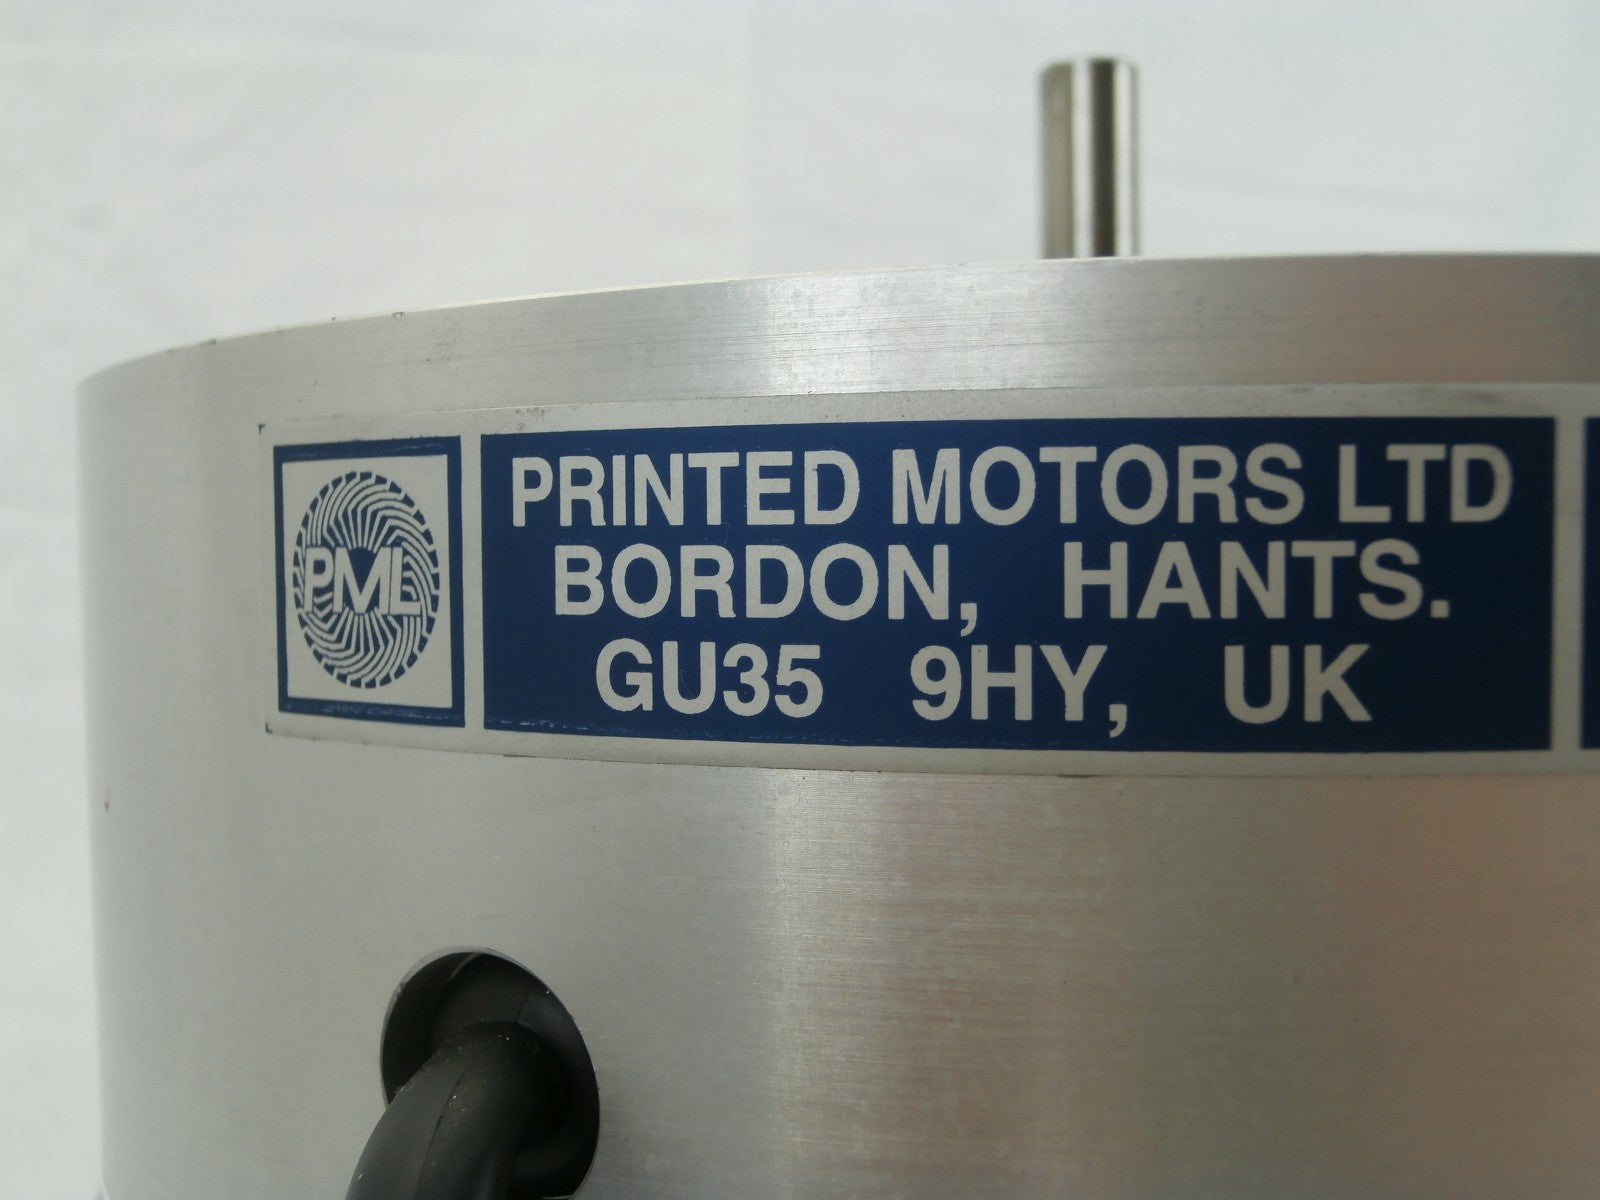 PML
PRINTED MOTORS LTD
BORDON, HANTS.
GU35 9HY, UK